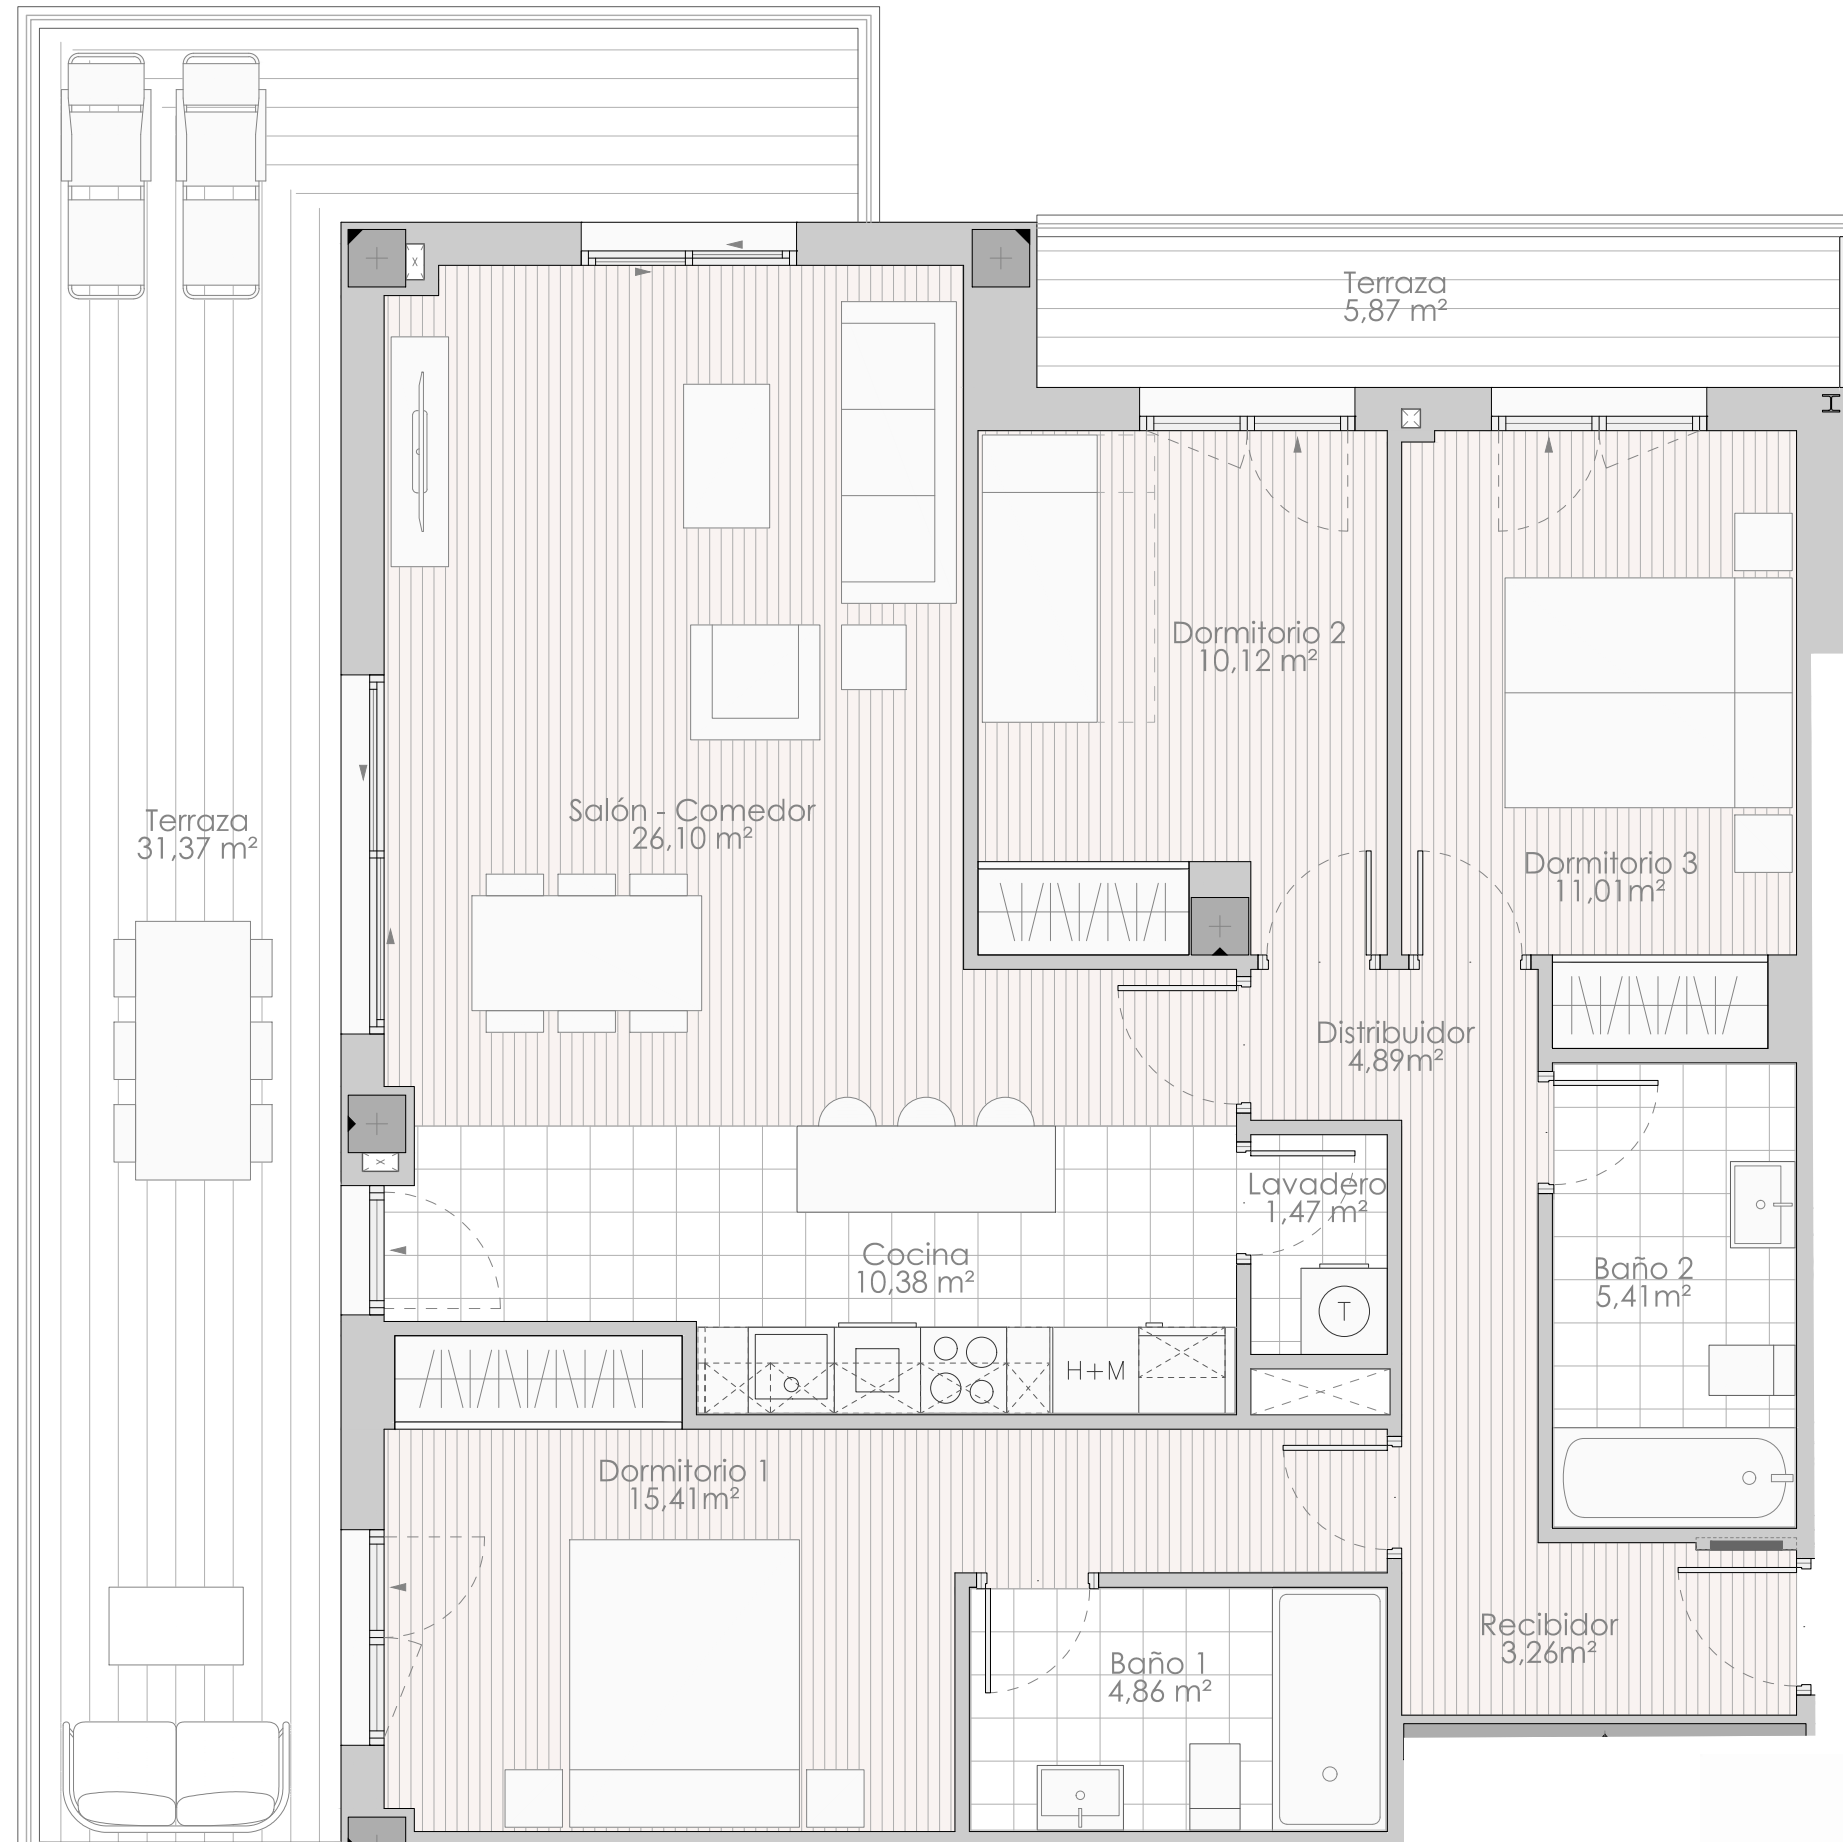 Terraza
5,87 m²
Dormitorio 2
10,12 m²
Salón - Comedor
26,10 m²
Terraza
31,37 m²
Dormitorio 3
11,01m²
Distribuidor
4,89m²
Lavadero
1,47 m²
Cocina
10,38 m²
Baño 2
5,41m²
T
H+M
Dormitorio 1
15,41m²
Recibidor
3,26m²
Baño 1
4,86 m²